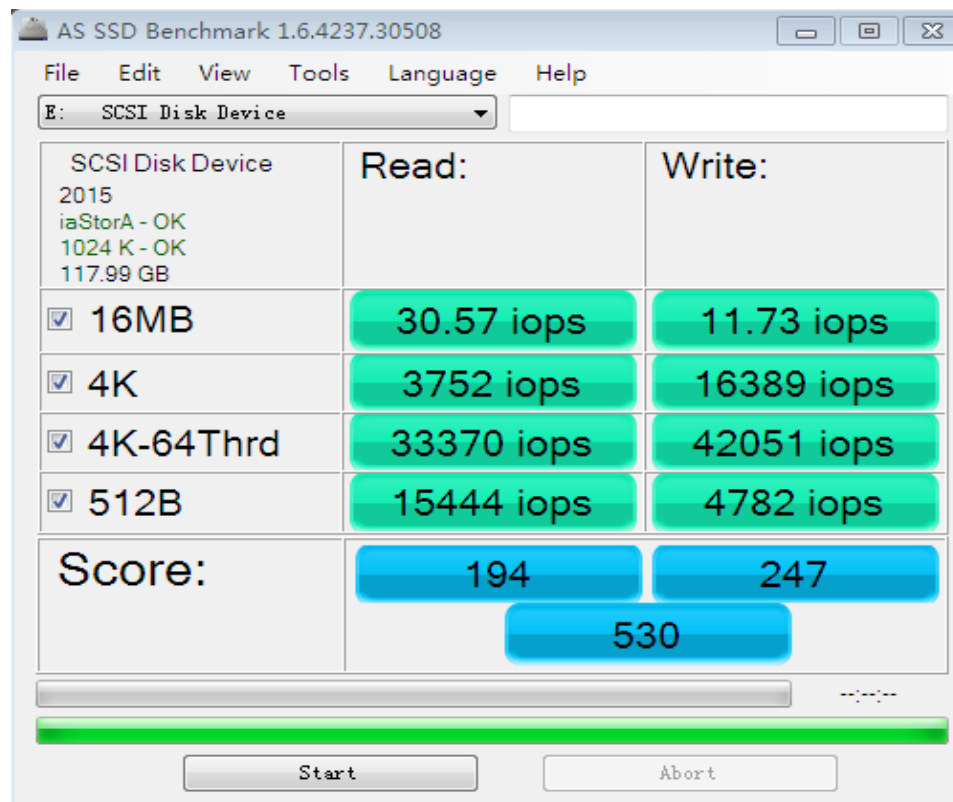 AS SSD Benchmark 1.6.4237.30508
File Edit View Tools Language Help
E: SCSI Disk Device
SCSI Disk Device
2015
iaStorA - OK
1024 K - OK
117.99 GB
Read: Write:
16MB 30.57 iops 11.73 iops
4K 3752 iops 16389 iops
4K-64Thrd 33370 iops 42051 iops
512B 15444 iops 4782 iops
Score: 194 247
530
--:--:--
Start Abort